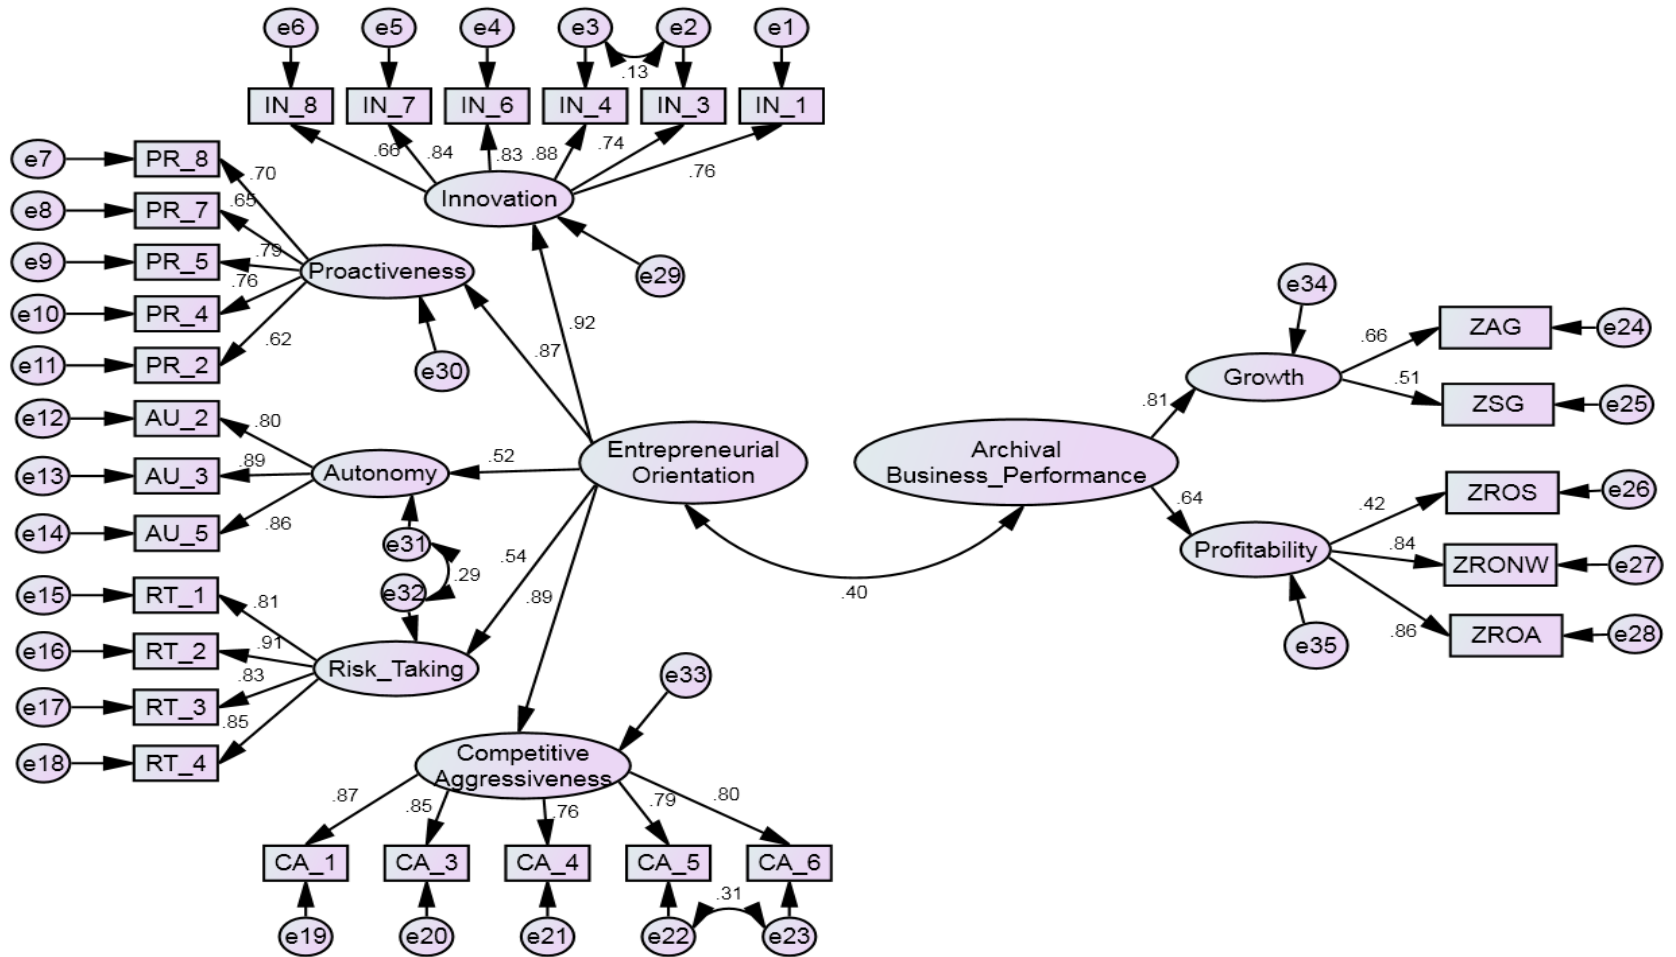 e6 e5 e4 e3 e2 e1
.13
IN_8 IN_7 IN_6 IN_4 IN_3 IN_1
.66 .84 .83 .88 .74 .76
Innovation
e29
e7 PR_8 .70
e8 PR_7 .65
e9 PR_5 .79
e10 PR_4 .76
e11 PR_2 .62
Proactiveness
e30
.92
.87
e12 AU_2 .80
e13 AU_3 .89
e14 AU_5 .86
Autonomy
.52
e31
e32
.29
Entrepreneurial
Orientation
.54
.89
e15 RT_1 .81
e16 RT_2 .91
e17 RT_3 .83
e18 RT_4 .85
Risk_Taking
e33
Competitive
Aggressiveness
.87 .85 .76 .79 .80
CA_1 CA_3 CA_4 CA_5 CA_6
.31
e19 e20 e21 e22 e23
.40
Archival
Business_Performance
.81
.64
e34
Growth
.66 ZAG e24
.51 ZSG e25
Profitability
e35
.42 ZROS e26
.84 ZRONW e27
.86 ZROA e28